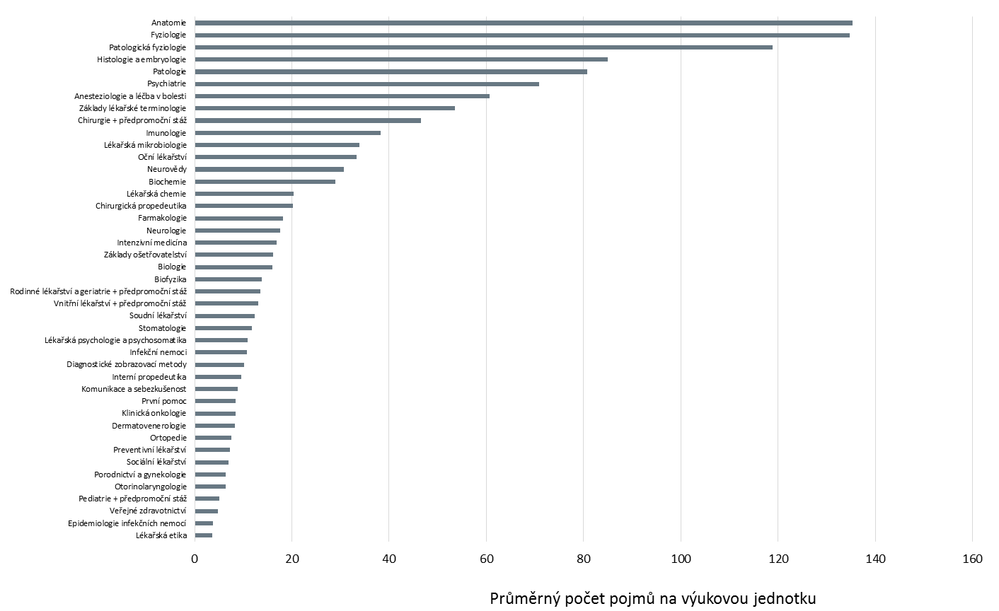 Anatomie
Fyziologie
Patologická fyziologie
Histologie a embryologie
Patologie
Psychiatrie
Anesteziologie a léčba v bolesti
Základy lékařské terminologie
Chirurgie + předpromoční stáž
Imunologie
Lékařská mikrobiologie
Oční lékařství
Neurovědy
Biochemie
Lékařská chemie
Chirurgická propedeutika
Farmakologie
Neurologie
Intenzivní medicína
Základy ošetřovatelství
Biologie
Biofyzika
Rodinné lékařství a geriatrie + předpromoční stáž
Vnitřní lékařství + předpromoční stáž
Soudní lékařství
Stomatologie
Lékařská psychologie a psychosomatika
Infekční nemoci
Diagnostické zobrazovací metody
Interní propedeutika
Komunikace a sebezkušenost
První pomoc
Klinická onkologie
Dermatovenerologie
Ortopedie
Preventivní lékařství
Sociální lékařství
Porodnictví a gynekologie
Otorinolaryngologie
Pediatrie + předpromoční stáž
Veřejné zdravotnictví
Epidemiologie infekčních nemocí
Lékařská etika
0 20 40 60 80 100 120 140 160
Průměrný počet pojmů na výukovou jednotku